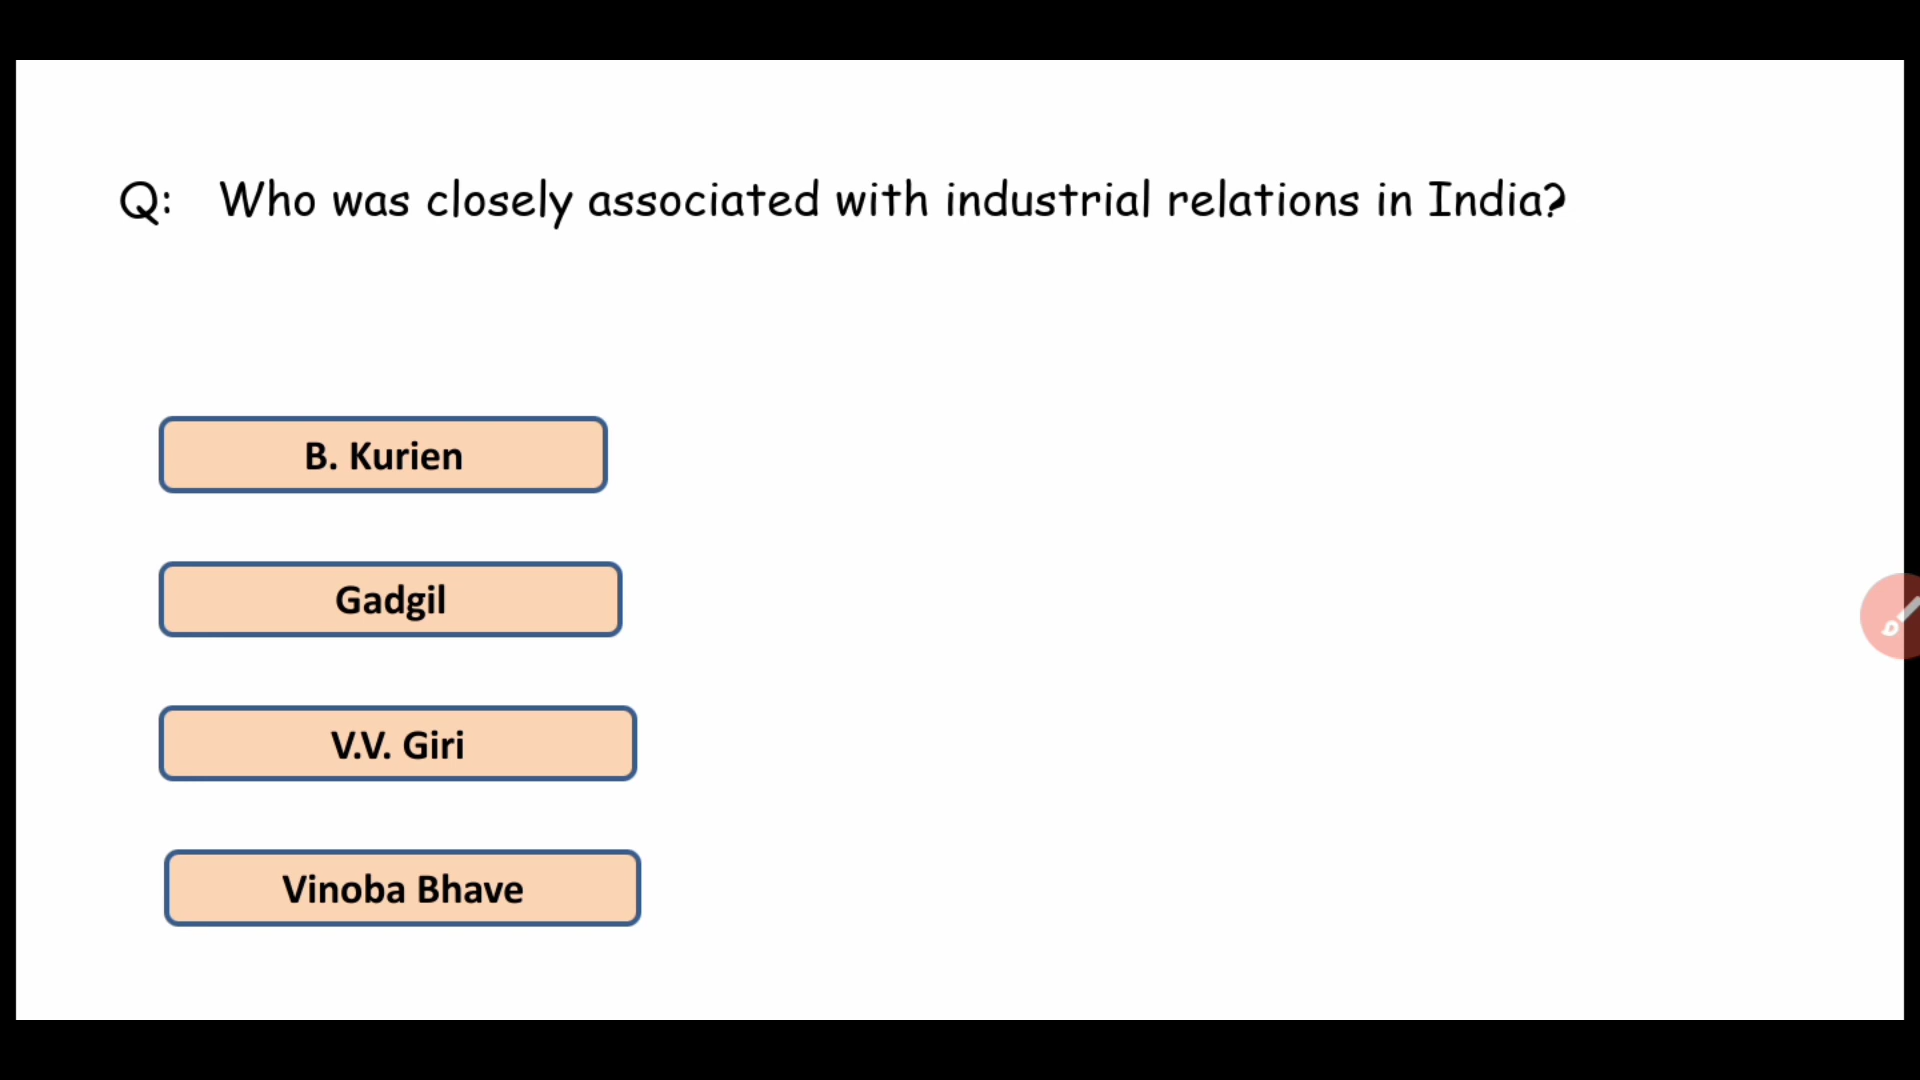 Q: Who was closely associated with industrial relations in India?
B. Kurien
Gadgil
V.V. Giri
Vinoba Bhave